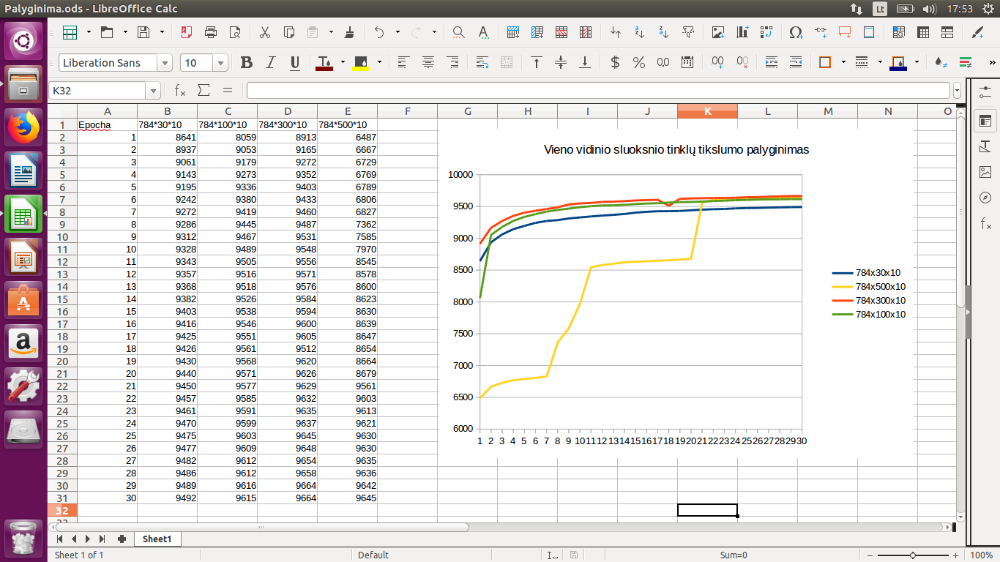 Palyginima.ods - LibreOffice Calc
Lt
17:53
Liberation Sans
10
K32
A B C D E F G H I J K L M N O
1 Epocha 784*30*10 784*100*10 784*300*10 784*500*10
2 1 8641 8059 8913 6487
3 2 8937 9053 9165 6667
4 3 9061 9179 9272 6729
5 4 9143 9273 9352 6769
6 5 9195 9336 9403 6789
7 6 9242 9380 9433 6806
8 7 9272 9419 9460 6827
9 8 9286 9445 9487 7362
10 9 9312 9467 9531 7585
11 10 9328 9489 9548 7970
12 11 9343 9505 9556 8545
13 12 9357 9516 9571 8578
14 13 9368 9518 9576 8600
15 14 9382 9526 9584 8623
16 15 9403 9538 9594 8630
17 16 9416 9546 9600 8639
18 17 9425 9551 9605 8647
19 18 9426 9561 9512 8654
20 19 9430 9568 9620 8664
21 20 9440 9571 9626 8679
22 21 9450 9577 9629 9561
23 22 9457 9585 9632 9603
24 23 9461 9591 9635 9613
25 24 9470 9599 9637 9621
26 25 9475 9603 9645 9630
27 26 9477 9609 9648 9630
28 27 9482 9612 9654 9635
29 28 9486 9612 9658 9636
30 29 9489 9616 9664 9642
31 30 9492 9615 9664 9645
32
Vieno vidinio sluoksnio tinklų tikslumo palyginimas
10000
9500
9000
8500
8000
7500
7000
6500
6000
1 2 3 4 5 6 7 8 9 10 11 12 13 14 15 16 17 18 19 20 21 22 23 24 25 26 27 28 29 30
784x30x10
784x500x10
784x300x10
784x100x10
Sheet1
Sheet 1 of 1
Default
Sum=0
100%